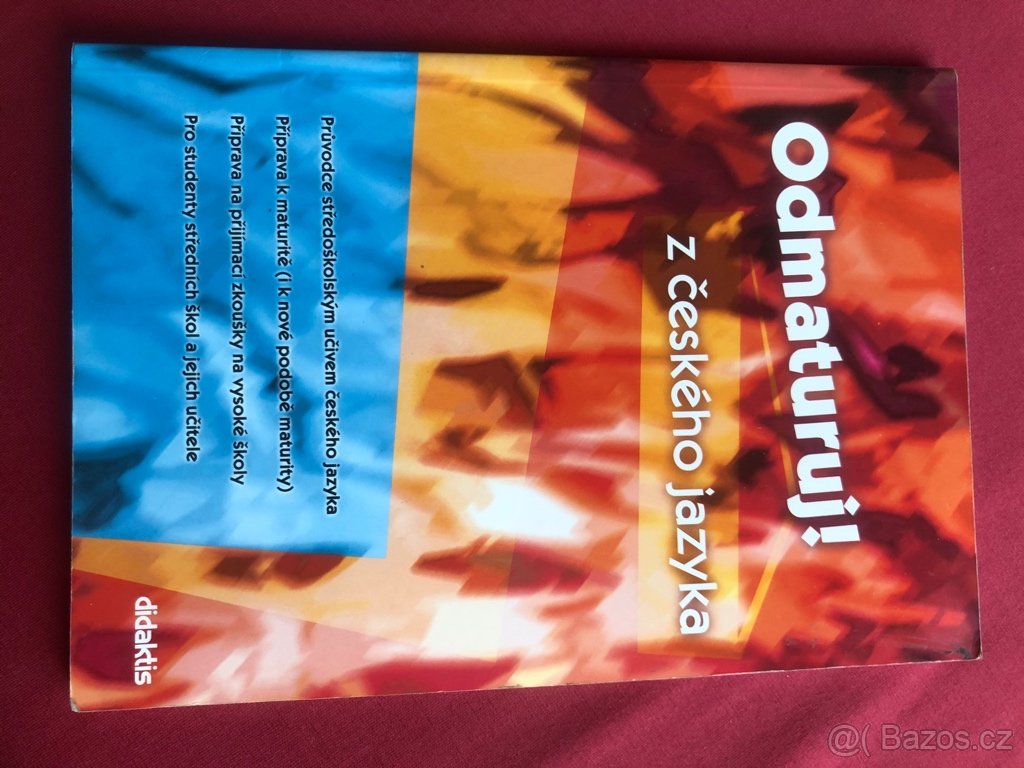 odmaturuj!
z českého jazyka
Průvodce středoškolským učivem českého jazyka
Příprava k maturitě (i k nové podobě maturity)
Příprava na přijímací zkoušky na vysoké školy
Pro studenty středních škol a jejich učitele
didaktis
@( Bazos.cz